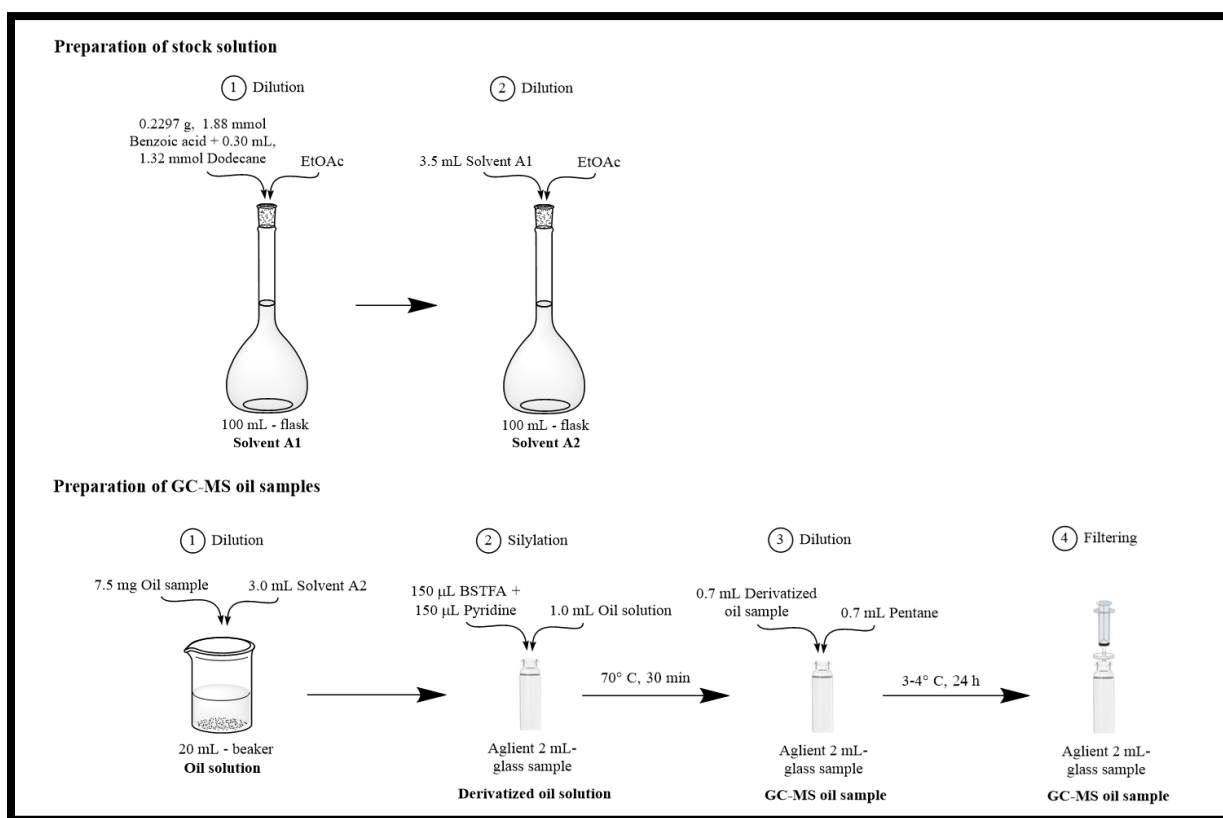 Preparation of stock solution
1 Dilution
0.2297 g, 1.88 mmol
Benzoic acid + 0.30 mL,
1.32 mmol Dodecane
EtOAc
100 mL - flask
Solvent A1
2 Dilution
3.5 mL Solvent A1
EtOAc
100 mL - flask
Solvent A2
Preparation of GC-MS oil samples
1 Dilution
7.5 mg Oil sample
3.0 mL Solvent A2
20 mL - beaker
Oil solution
2 Silylation
150 µL BSTFA +
150 µL Pyridine
1.0 mL Oil solution
Aglient 2 mL-
glass sample
Derivatized oil solution
70° C, 30 min
3 Dilution
0.7 mL Derivatized
oil sample
0.7 mL Pentane
Aglient 2 mL-
glass sample
GC-MS oil sample
3-4° C, 24 h
4 Filtering
Aglient 2 mL-
glass sample
GC-MS oil sample